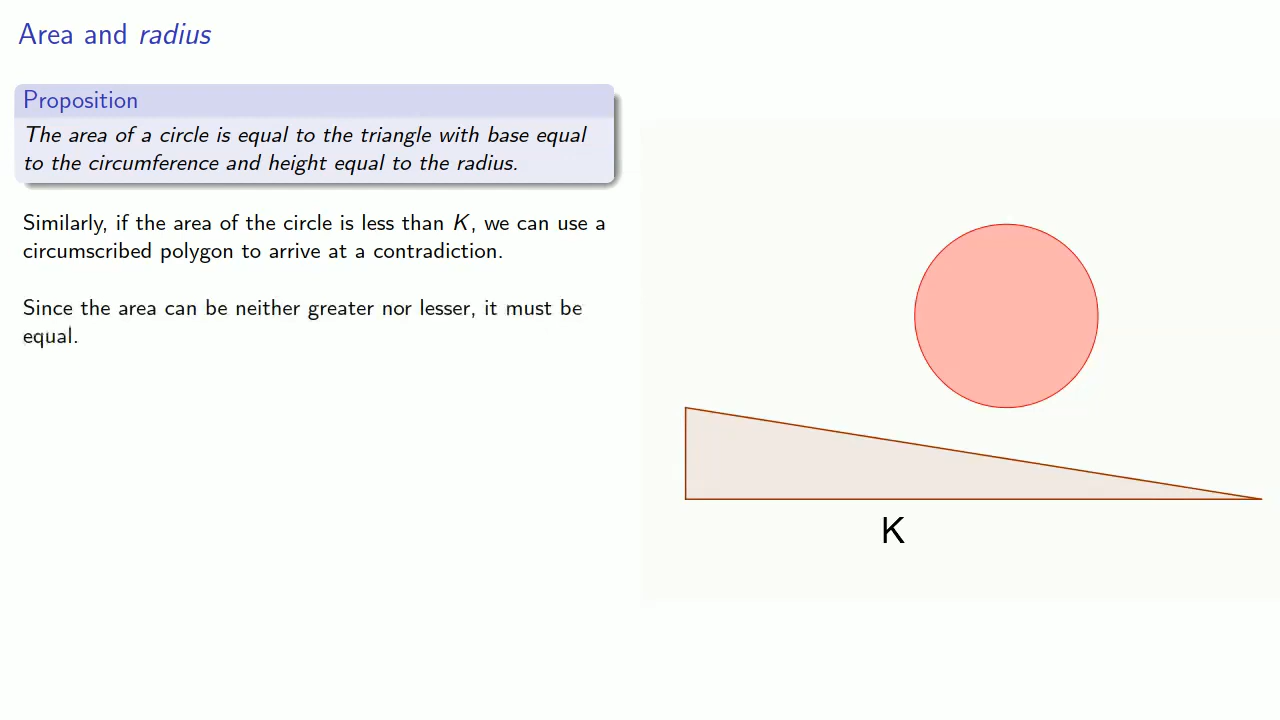 Area and radius
Proposition
The area of a circle is equal to the triangle with base equal
to the circumference and height equal to the radius.
Similarly, if the area of the circle is less than K, we can use a
circumscribed polygon to arrive at a contradiction.
Since the area can be neither greater nor lesser, it must be
equal.
K